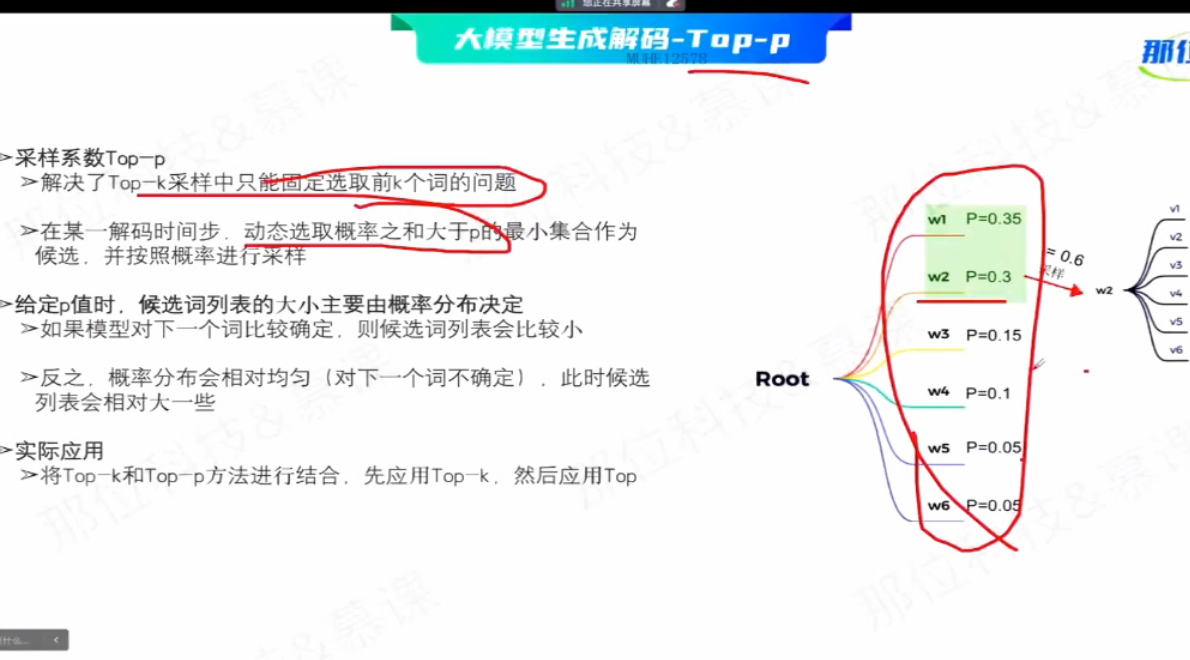 您正在共享屏幕
大模型生成解码-Top-p
MUHE12578
那位
➢采样系数Top-p
➢解决了Top-k采样中只能固定选取前k个词的问题
➢在某一解码时间步，动态选取概率之和大于p的最小集合作为
候选，并按照概率进行采样
➢给定p值时，候选词列表的大小主要由概率分布决定
➢如果模型对下一个词比较确定，则候选词列表会比较小
➢反之，概率分布会相对均匀（对下一个词不确定），此时候选
列表会相对大一些
➢实际应用
➢将Top-k和Top-p方法进行结合，先应用Top-k，然后应用Top
Root
w1 P=0.35
w2 P=0.3
w3 P=0.15
w4 P=0.1
w5 P=0.05
w6 P=0.05
= 0.6
采样
w2
v1
v2
v3
v4
v5
v6
那位科技&慕课